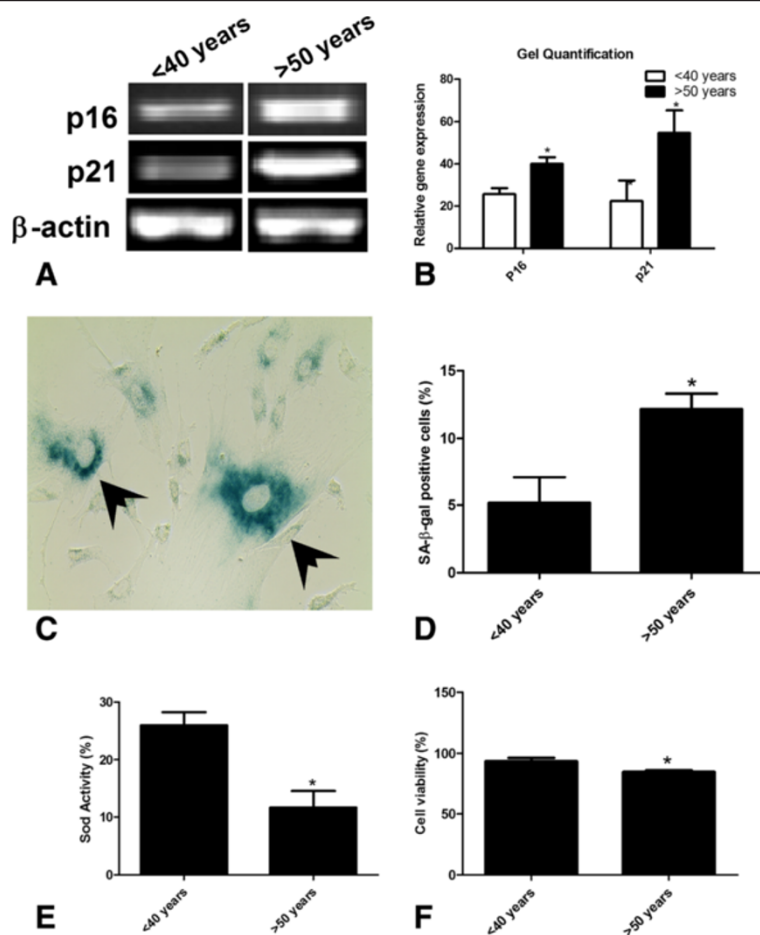 <40 years >50 years
p16
p21
β-actin
A
Gel Quantification
<40 years
>50 years
Relative gene expression
80
60
40
20
0
*
*
P16 p21
B
C
SA-β-gal positive cells (%)
15
10
5
0
*
<40 years >50 years
D
Sod Activity (%)
30
20
10
0
*
<40 years >50 years
E
Cell viability (%)
150
100
50
0
*
<40 years >50 years
F